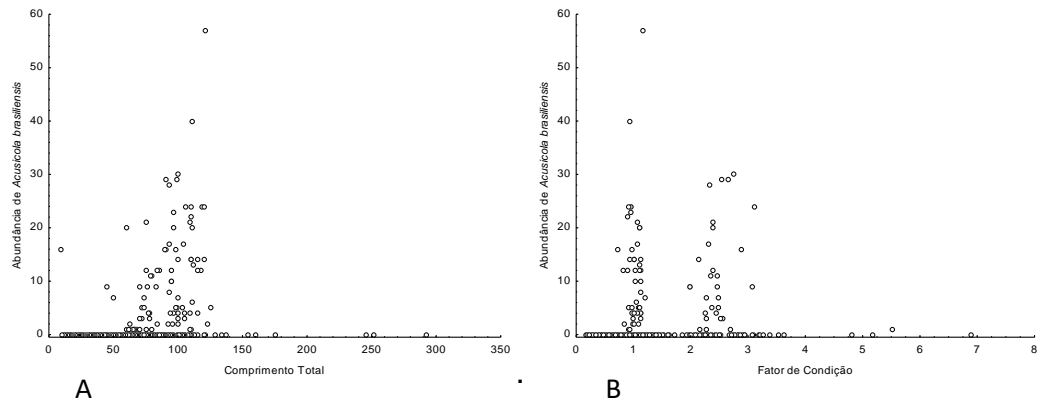 60
50
40
30
20
10
0
Abundância de Acusicola brasiliensis
0 50 100 150 200 250 300 350
Comprimento Total
A
.
60
50
40
30
20
10
0
Abundância de Acusicola brasiliensis
0 1 2 3 4 5 6 7 8
Fator de Condição
B